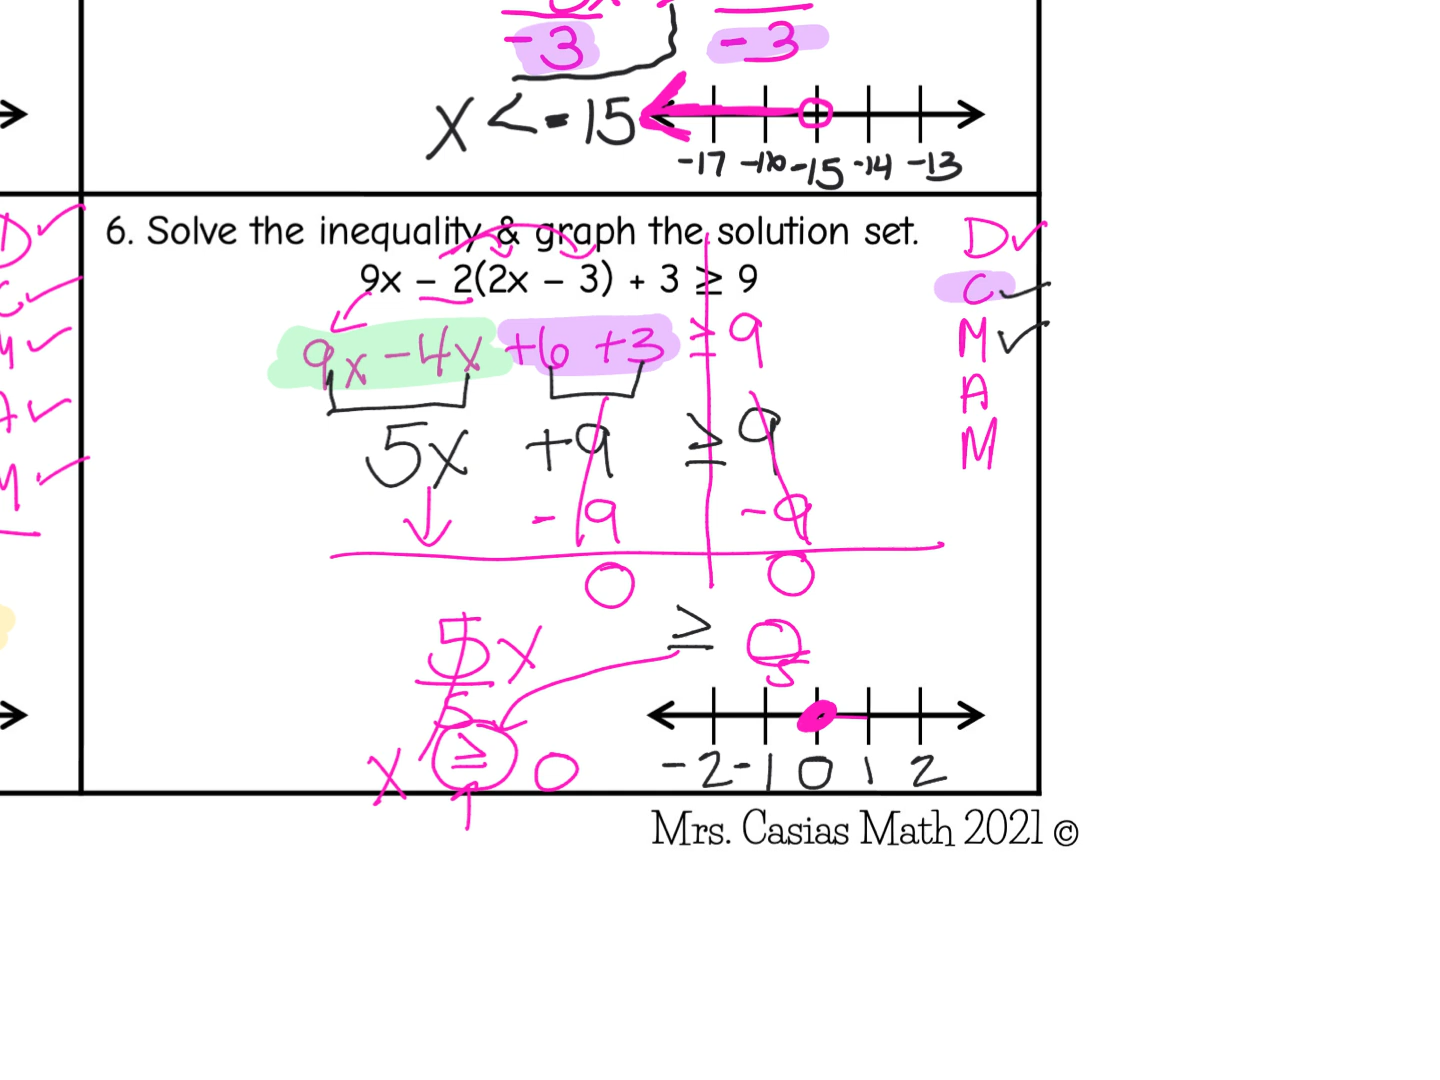 -3 -3
x < -15
-17 -16 -15 -14 -13
6. Solve the inequality & graph the solution set.
9x - 2(2x - 3) + 3 ≥ 9
9x -4x +6 +3 ≥ 9
5x +9 ≥ 9
-9 -9
0 0
5x ≥ 0
5 5
x ≥ 0
-2 -1 0 1 2
D
C
M
A
M
D
C
M
A
M
Mrs. Casias Math 2021 ©